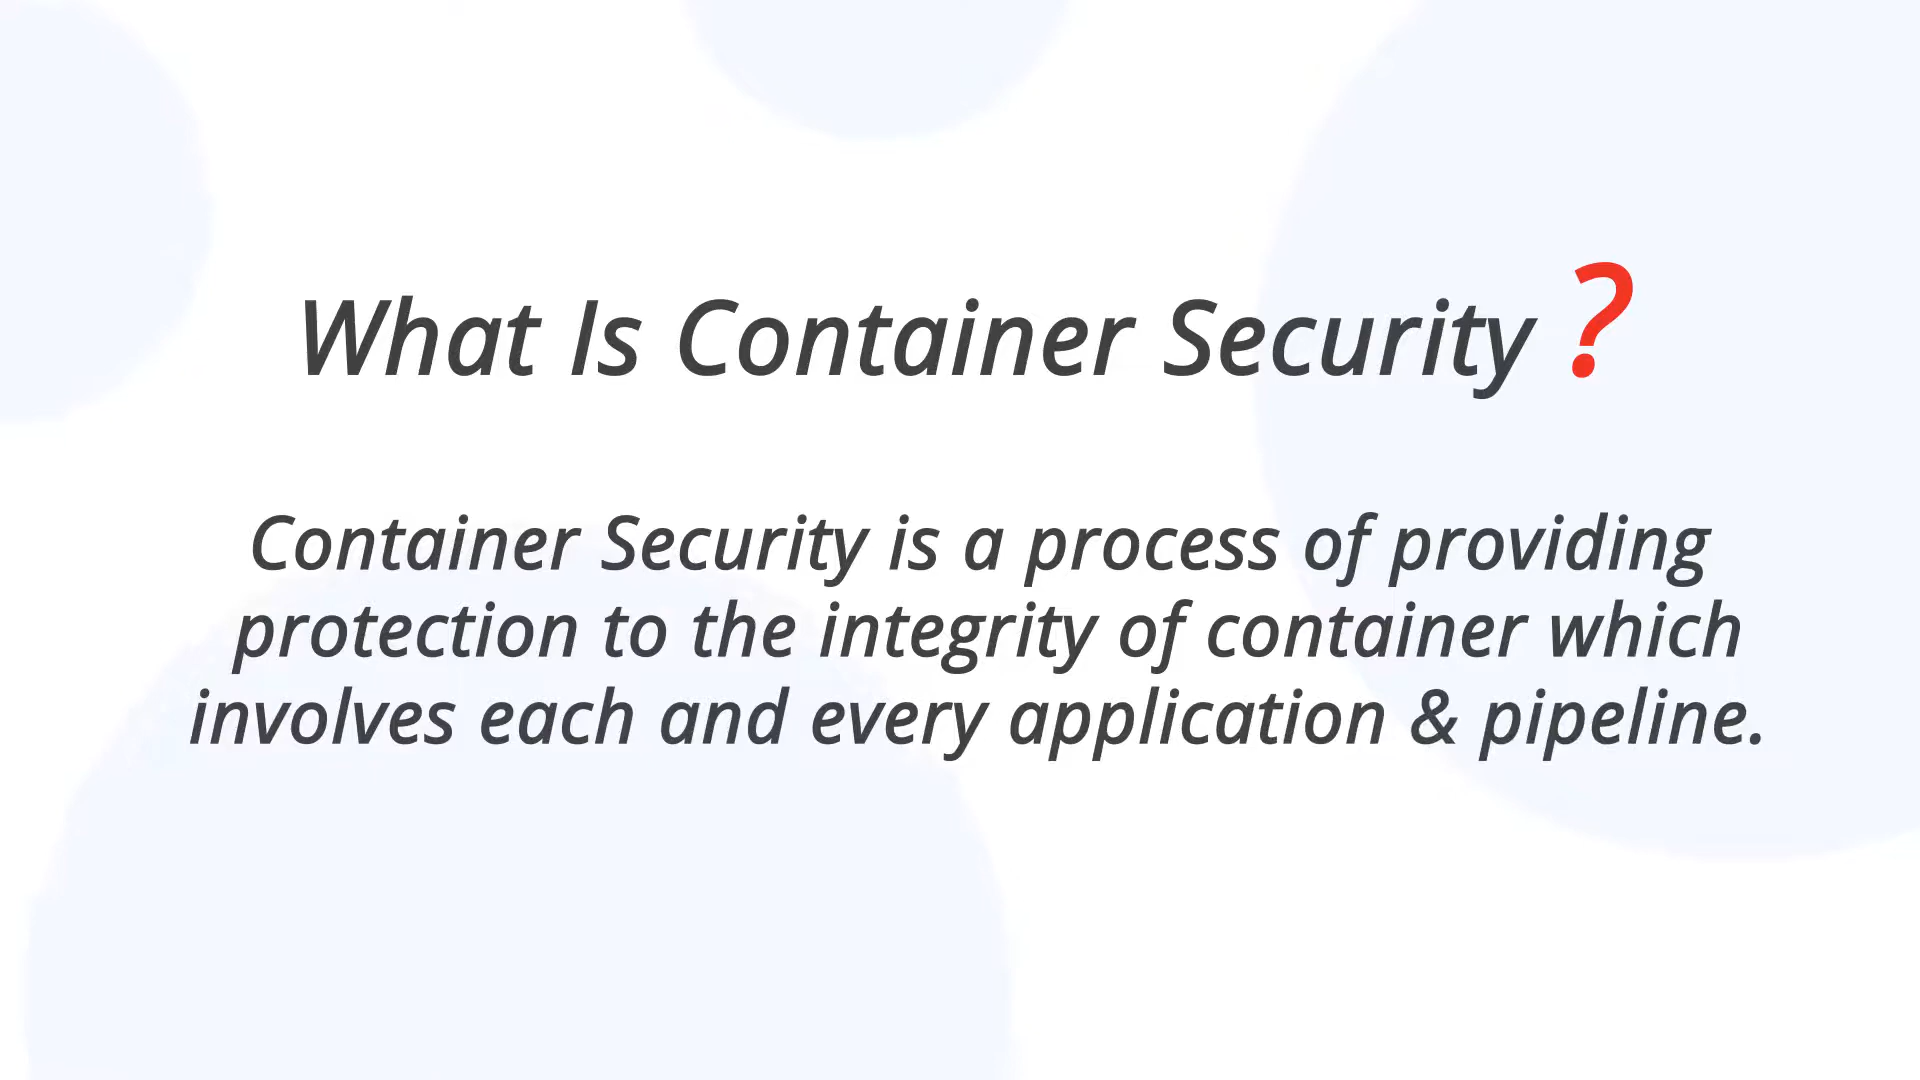 What Is Container Security ?
Container Security is a process of providing
protection to the integrity of container which
involves each and every application & pipeline.